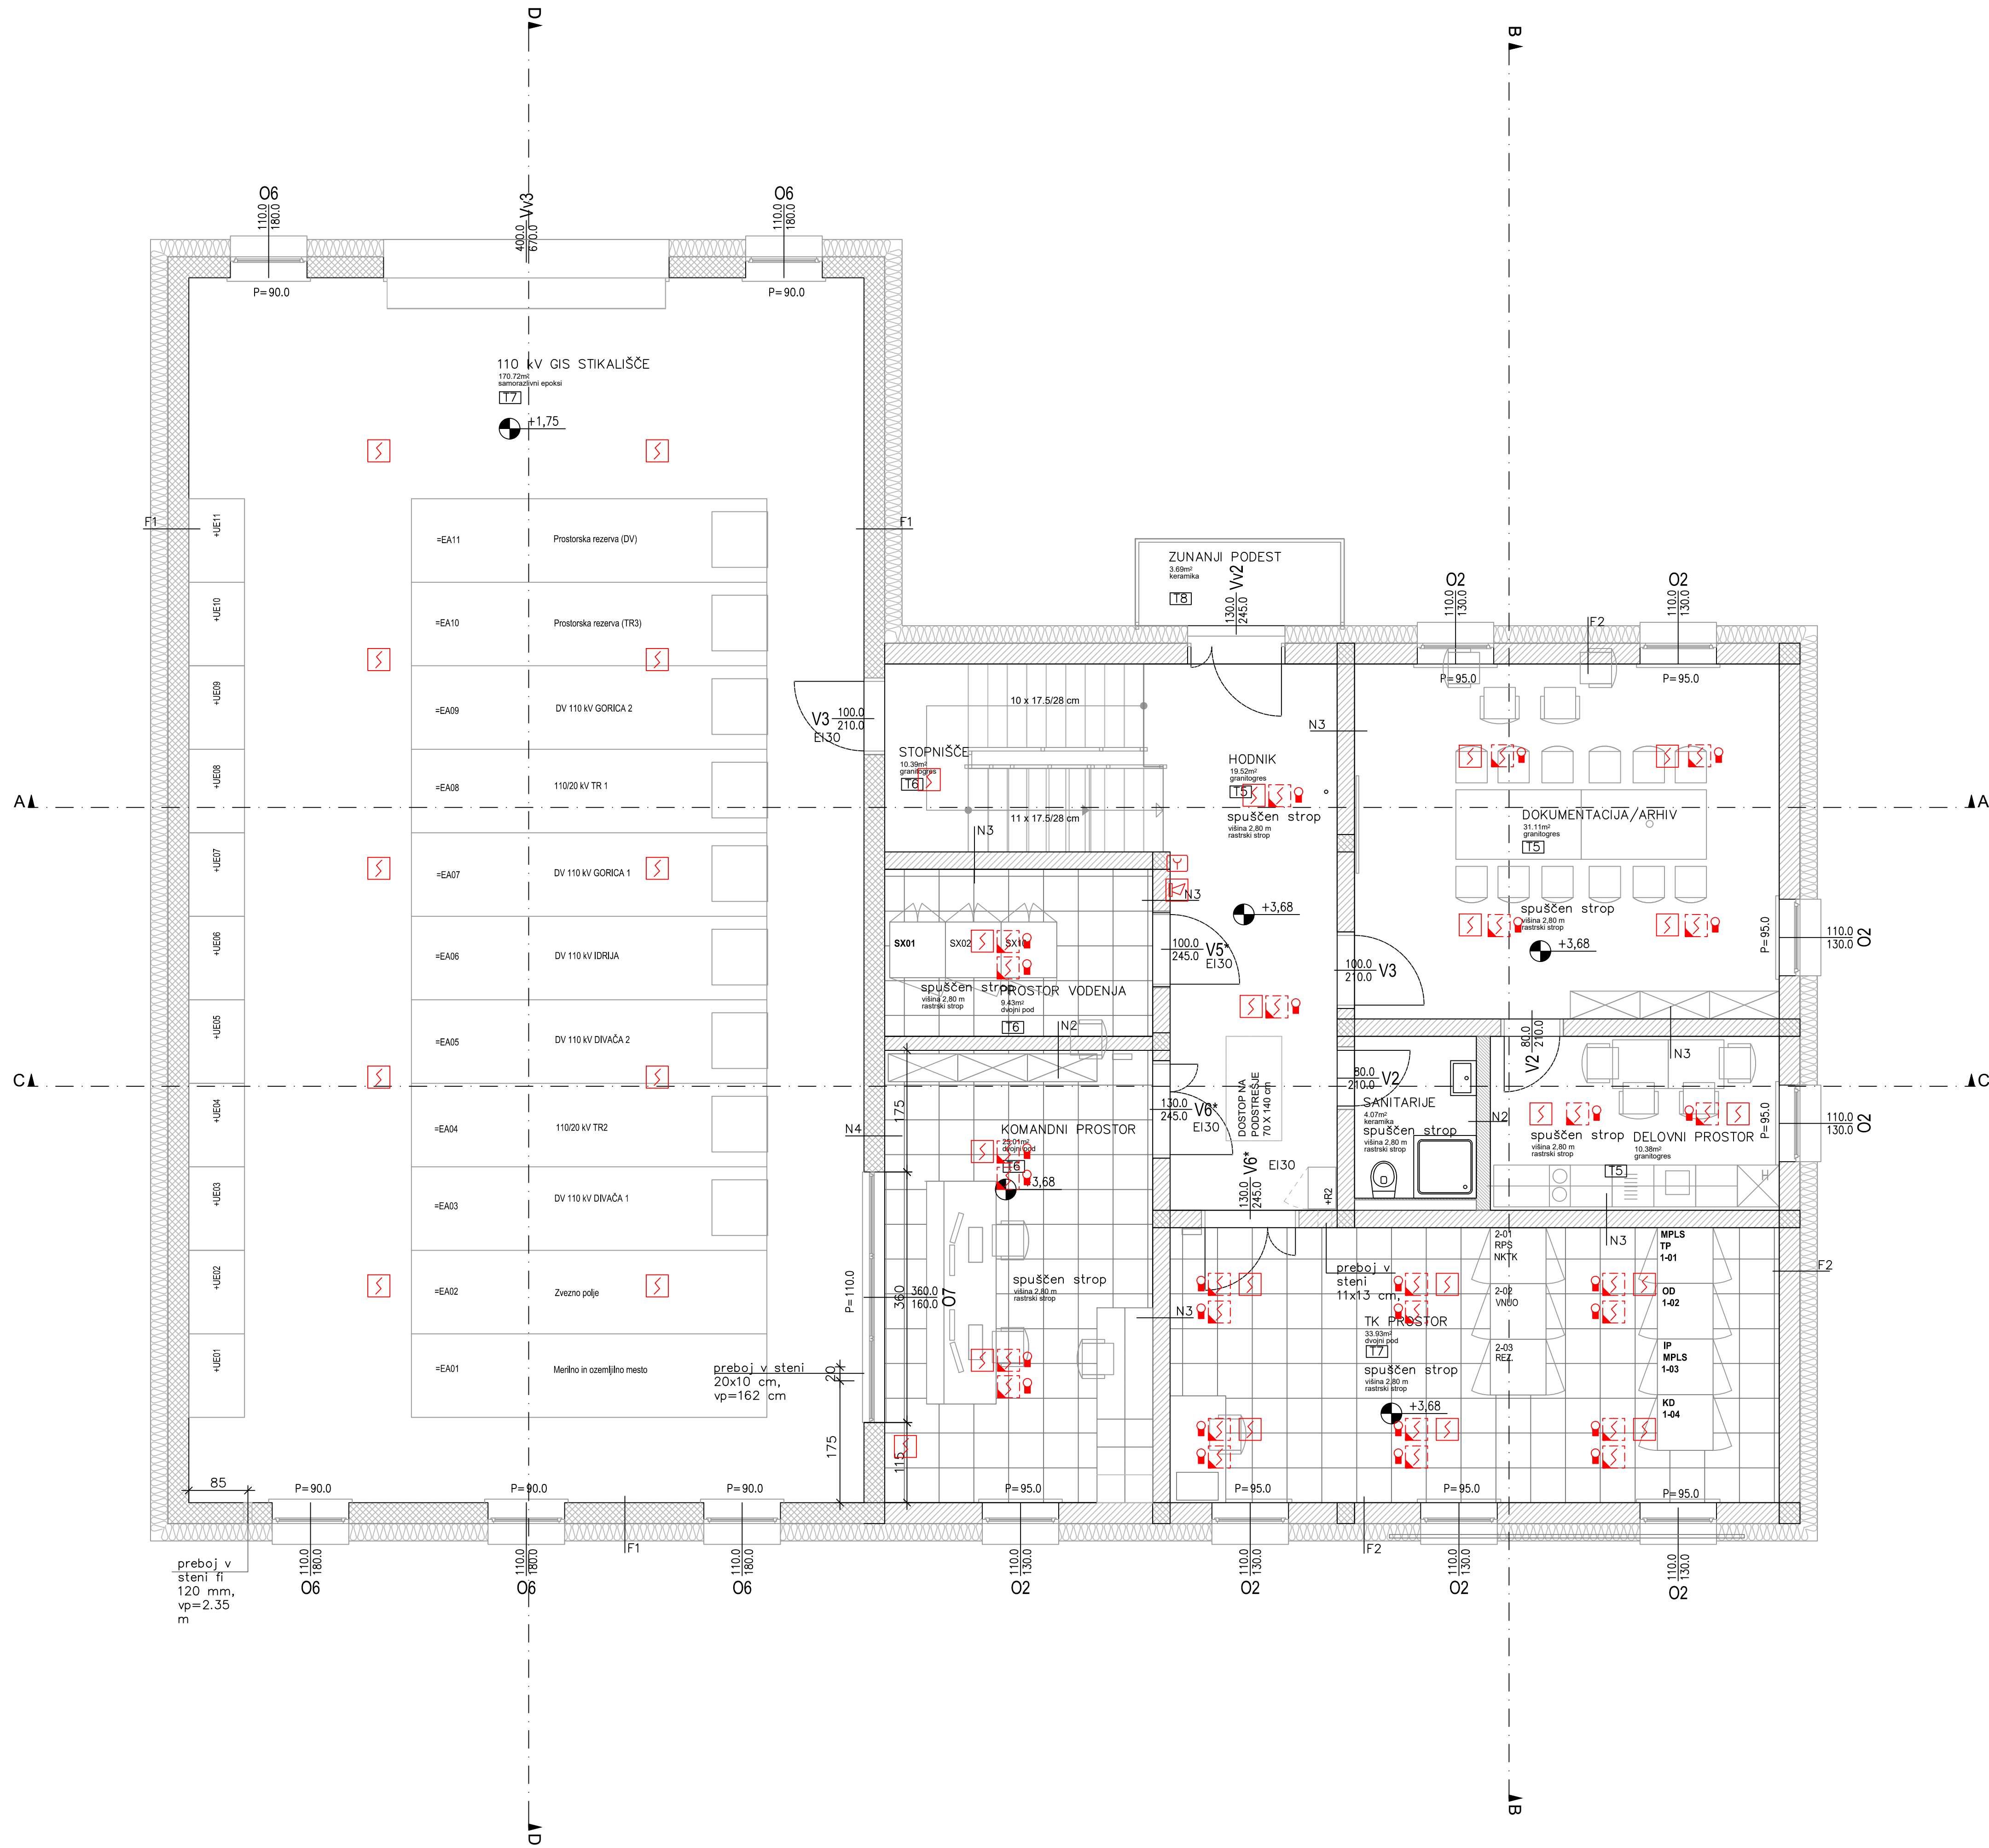 D
B
O6
110.0
180.0
400.0
670.0
Vv3
O6
110.0
180.0
P=90.0
P=90.0
110 kV GIS STIKALIŠČE
170.72m²
samorazlivni epoksi
T7
+1,75
F1
F1
+UE11
=EA11
Prostorska rezerva (DV)
+UE10
=EA10
Prostorska rezerva (TR3)
+UE09
=EA09
DV 110 kV GORICA 2
+UE08
=EA08
110/20 kV TR 1
+UE07
=EA07
DV 110 kV GORICA 1
+UE06
=EA06
DV 110 kV IDRIJA
+UE05
=EA05
DV 110 kV DIVAČA 2
+UE04
=EA04
110/20 kV TR2
+UE03
=EA03
DV 110 kV DIVAČA 1
+UE02
=EA02
Zvezno polje
+UE01
=EA01
Merilno in ozemljilno mesto
ZUNANJI PODEST
3.69m²
keramika
T8
130.0
245.0
Vv2
O2
110.0
130.0
O2
110.0
130.0
F2
P=95.0
P=95.0
V3
100.0
210.0
EI30
10 x 17.5/28 cm
STOPNIŠČE
10.39m²
granitogres
T6
11 x 17.5/28 cm
N3
N3
HODNIK
19.52m²
granitogres
T5
spuščen strop
višina 2,80 m
rastrski strop
A
A
DOKUMENTACIJA/ARHIV
31.11m²
granitogres
T5
spuščen strop
višina 2,80 m
rastrski strop
+3,68
N3
+3,68
P=95.0
110.0
130.0
O2
SX01
SX02
SX10
100.0
245.0
V5*
EI30
100.0
210.0
V3
spuščen strop
višina 2,80 m
rastrski strop
PROSTOR VODENJA
9.43m²
dvojni pod
T6
N2
80.0
210.0
V2
N3
C
C
175
DOSTOP NA
PODSTREŠJE
70 X 140 cm
80.0
210.0
V2
SANITARIJE
4.07m²
keramika
spuščen strop
višina 2,80 m
rastrski strop
N2
spuščen strop
višina 2,80 m
rastrski strop
DELOVNI PROSTOR
10.38m²
granitogres
T5
P=95.0
110.0
130.0
O2
130.0
245.0
V6*
EI30
N4
KOMANDNI PROSTOR
25.01m²
dvojni pod
T6
+3,68
130.0
245.0
V6*
EI30
+R2
N3
2-01
RPS
NKTK
MPLS
TP
1-01
preboj v
steni
11x13 cm,
F2
P=110.0
360
360.0
160.0
O7
spuščen strop
višina 2,80 m
rastrski strop
2-02
VNUO
OD
1-02
N3
TK PROSTOR
33.93m²
dvojni pod
T7
2-03
REZ.
IP
MPLS
1-03
spuščen strop
višina 2,80 m
rastrski strop
preboj v steni
20x10 cm,
vp=162 cm
20
KD
1-04
+3,68
175
115
85
P=90.0
P=90.0
P=90.0
P=95.0
P=95.0
P=95.0
P=95.0
preboj v
steni fi
120 mm,
vp=2.35
m
110.0
180.0
O6
110.0
180.0
O6
F1
110.0
180.0
O6
110.0
130.0
O2
110.0
130.0
O2
F2
110.0
130.0
O2
110.0
130.0
O2
B
D